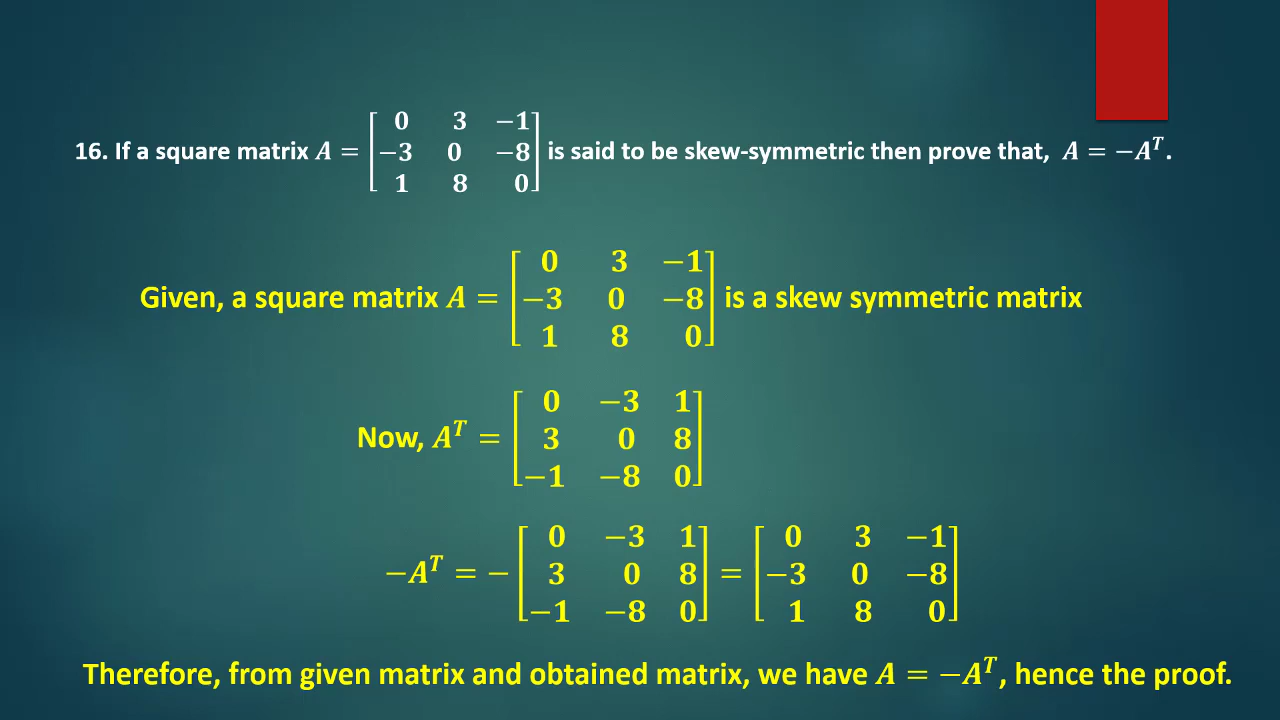 16. If a square matrix A = [ 0 3 −1 ; −3 0 −8 ; 1 8 0 ] is said to be skew-symmetric then prove that, A = −A^T.
Given, a square matrix A = [ 0 3 −1 ; −3 0 −8 ; 1 8 0 ] is a skew symmetric matrix
Now, A^T = [ 0 −3 1 ; 3 0 8 ; −1 −8 0 ]
−A^T = − [ 0 −3 1 ; 3 0 8 ; −1 −8 0 ] = [ 0 3 −1 ; −3 0 −8 ; 1 8 0 ]
Therefore, from given matrix and obtained matrix, we have A = −A^T, hence the proof.